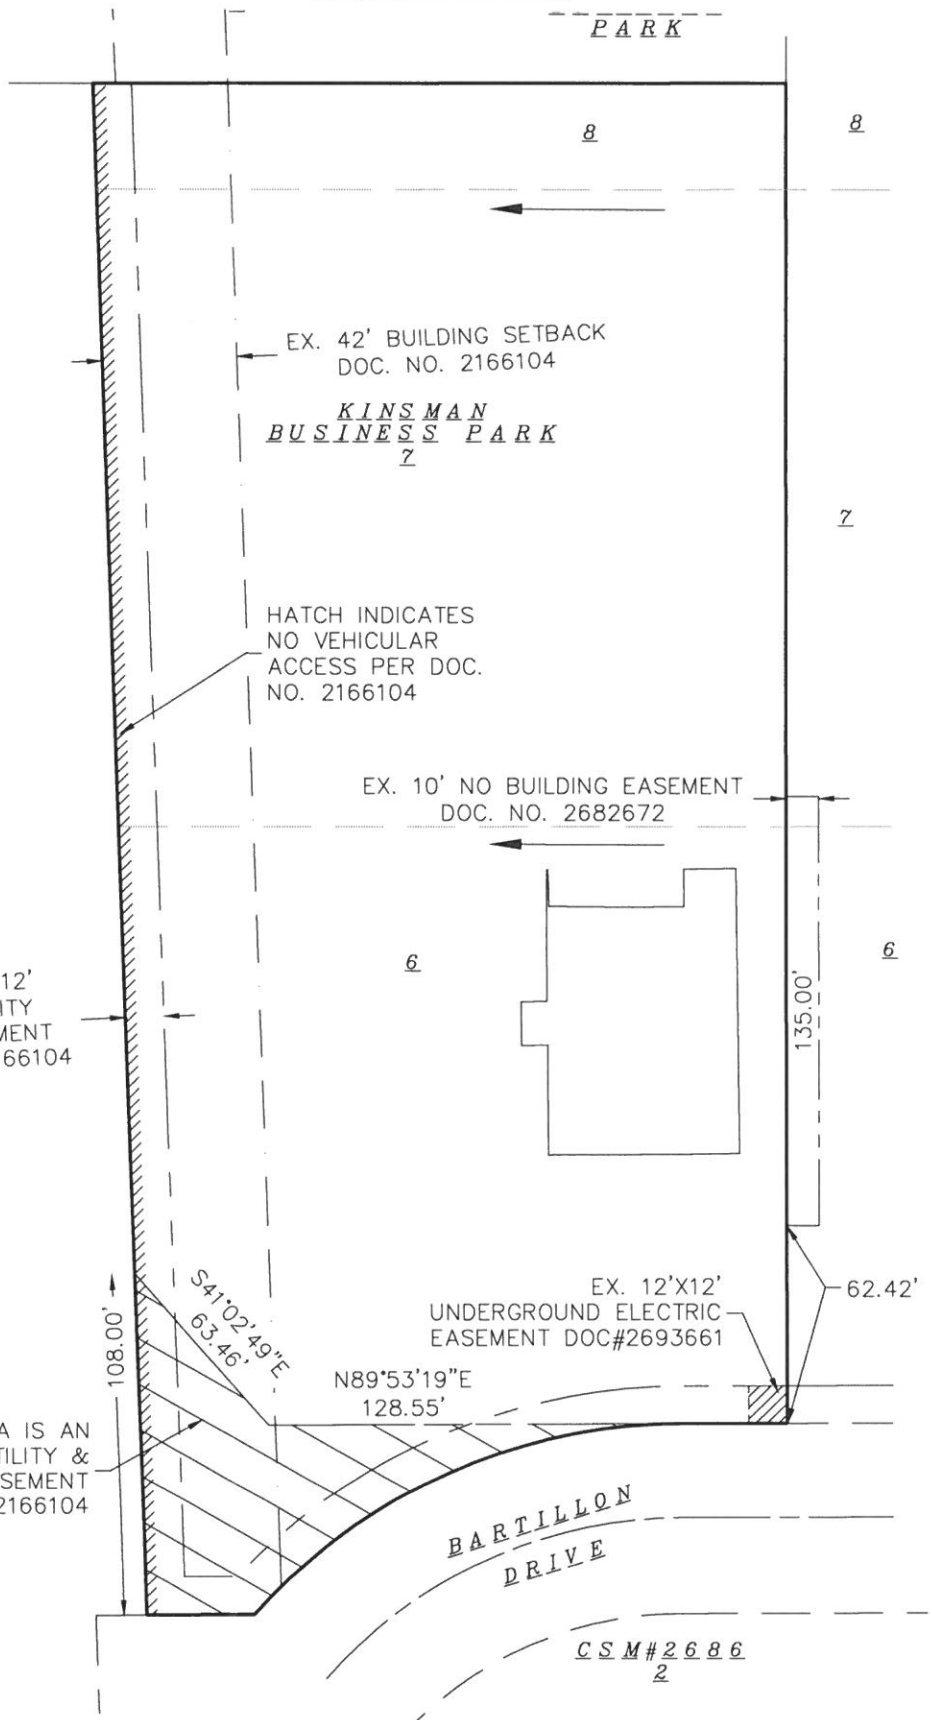 PARK
8
8
EX. 42' BUILDING SETBACK
DOC. NO. 2166104
KINSMAN
BUSINESS PARK
7
7
HATCH INDICATES
NO VEHICULAR
ACCESS PER DOC.
NO. 2166104
EX. 10' NO BUILDING EASEMENT
DOC. NO. 2682672
6
6
12'
ITY
MENT
66104
135.00'
S41°02'49"E
63.46'
108.00'
EX. 12'X12'
UNDERGROUND ELECTRIC
EASEMENT DOC#2693661
62.42'
N89°53'19"E
128.55'
A IS AN
TILITY &
SEMENT
2166104
BARTILLON
DRIVE
CSM#2686
2